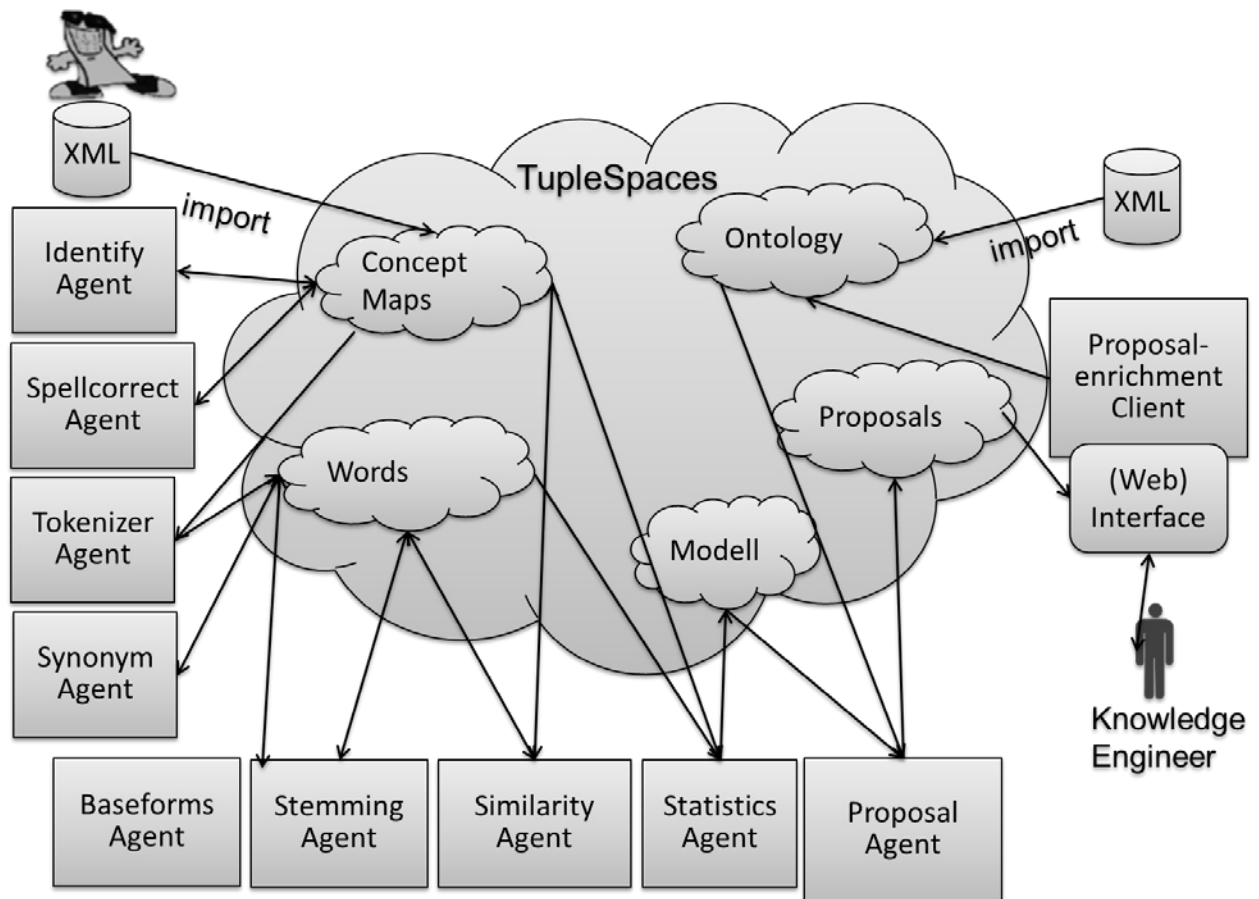 XML
import
TupleSpaces
Ontology
XML
import
Identify
Agent
Concept
Maps
Spellcorrect
Agent
Proposal-
enrichment
Client
Proposals
Words
(Web)
Interface
Tokenizer
Agent
Modell
Synonym
Agent
Knowledge
Engineer
Baseforms
Agent
Stemming
Agent
Similarity
Agent
Statistics
Agent
Proposal
Agent